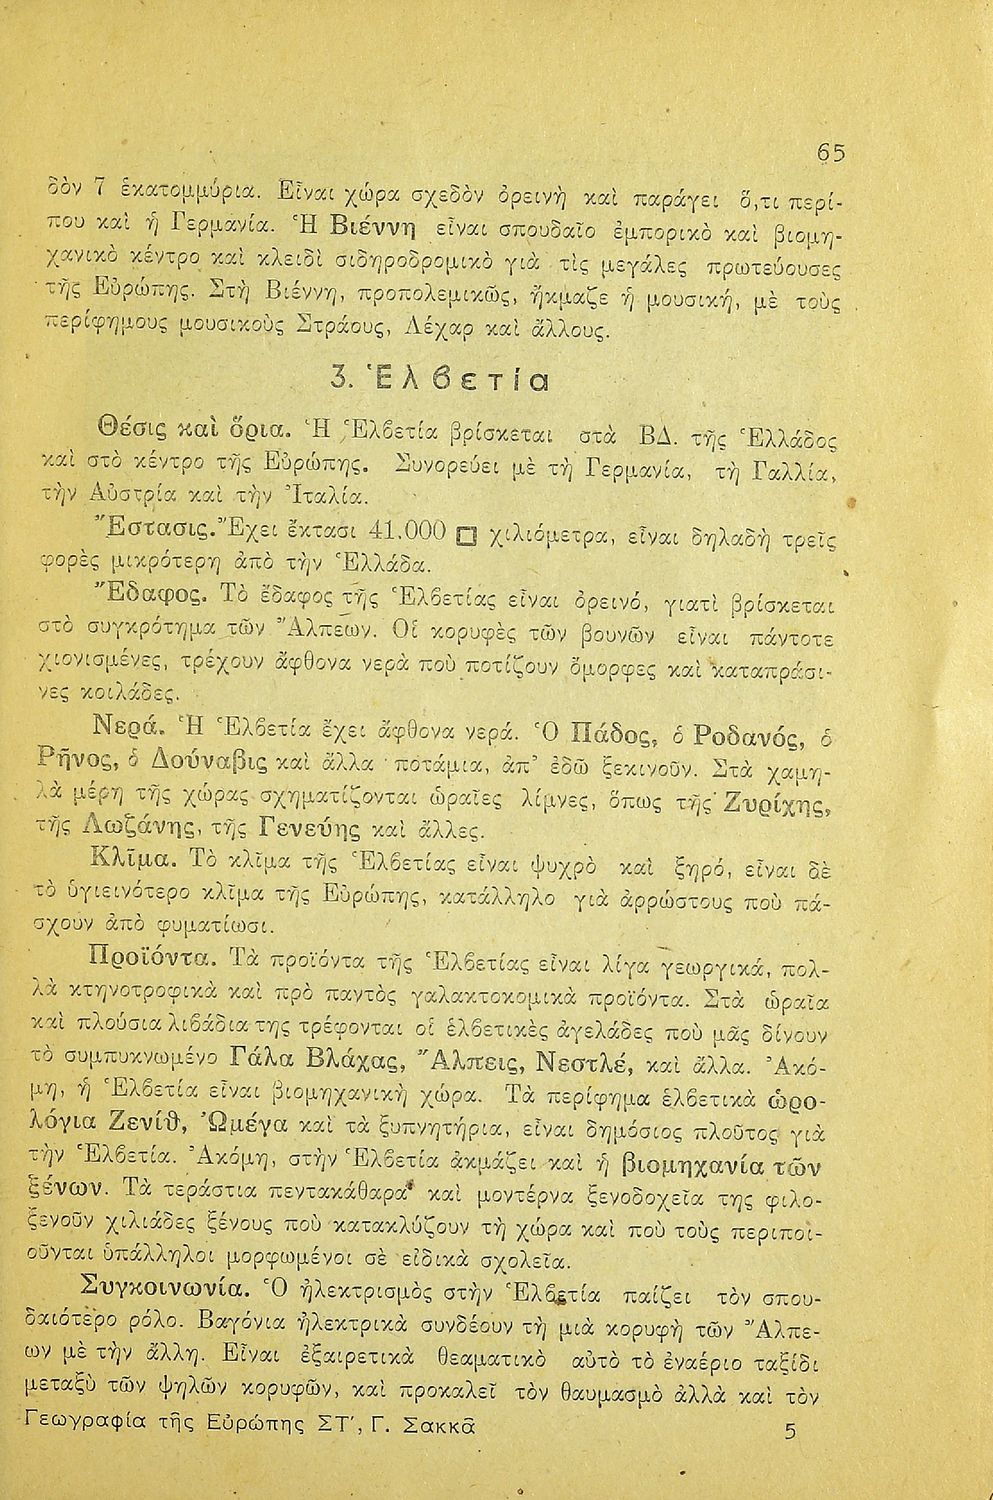 65
δὸν 7 ἑκατομμύρια. Εἶναι χώρα σχεδὸν ὀρεινὴ καὶ παράγει ὅ,τι περί-
που καὶ ἡ Γερμανία. Ἡ Βιέννη εἶναι σπουδαῖο ἐμπορικὸ καὶ βιομη-
χανικὸ κέντρο καὶ κλειδὶ σιδηροδρομικὸ γιὰ τὶς μεγάλες πρωτεύουσες
τῆς Εὐρώπης. Στὴ Βιέννη, προπολεμικῶς, ἤκμαζε ἡ μουσική, μὲ τοὺς
περίφημους μουσικοὺς Στράους, Λέχαρ καὶ ἄλλους.
3. Ἑλβετία
Θέσις καὶ ὅρια. Ἡ Ἑλβετία βρίσκεται στὰ ΒΔ. τῆς Ἑλλάδος
καὶ στὸ κέντρο τῆς Εὐρώπης. Συνορεύει μὲ τὴ Γερμανία, τὴ Γαλλία,
τὴν Αὐστρία καὶ τὴν Ἰταλία.
Ἔστασις. Ἔχει ἔκτασι 41.000 □ χιλιόμετρα, εἶναι δηλαδὴ τρεῖς
φορὲς μικρότερη ἀπὸ τὴν Ἑλλάδα.
Ἔδαφος. Τὸ ἔδαφος τῆς Ἑλβετίας εἶναι ὀρεινό, γιατὶ βρίσκεται
στὸ συγκρότημα τῶν Ἄλπεων. Οἱ κορυφὲς τῶν βουνῶν εἶναι πάντοτε
χιονισμένες, τρέχουν ἄφθονα νερὰ ποὺ ποτίζουν ὄμορφες καὶ καταπράσι-
νες κοιλάδες.
Νερά. Ἡ Ἑλβετία ἔχει ἄφθονα νερά. Ὁ Πάδος, ὁ Ροδανός, ὁ
Ρῆνος, ὁ Δούναβις καὶ ἄλλα ποτάμια, ἀπ' ἐδῶ ξεκινοῦν. Στὰ χαμη-
λὰ μέρη τῆς χώρας σχηματίζονται ὡραῖες λίμνες, ὅπως τῆς Ζυρίχης,
τῆς Λωζάνης, τῆς Γενεύης καὶ ἄλλες.
Κλῖμα. Τὸ κλῖμα τῆς Ἑλβετίας εἶναι ψυχρὸ καὶ ξηρό, εἶναι δὲ
τὸ ὑγιεινότερο κλῖμα τῆς Εὐρώπης, κατάλληλο γιὰ ἀρρώστους ποὺ πά-
σχουν ἀπὸ φυματίωσι.
Προϊόντα. Τὰ προϊόντα τῆς Ἑλβετίας εἶναι λίγα γεωργικά, πολ-
λὰ κτηνοτροφικὰ καὶ πρὸ παντὸς γαλακτοκομικὰ προϊόντα. Στὰ ὡραῖα
καὶ πλούσια λιβάδια της τρέφονται οἱ ἑλβετικὲς ἀγελάδες ποὺ μᾶς δίνουν
τὸ συμπυκνωμένο Γάλα Βλάχας, Ἄλπεις, Νεστλέ, καὶ ἄλλα. Ἀκό-
μη, ἡ Ἑλβετία εἶναι βιομηχανικὴ χώρα. Τὰ περίφημα ἑλβετικὰ ὡρο-
λόγια Ζενίθ, Ὠμέγα καὶ τὰ ξυπνητήρια, εἶναι δημόσιος πλοῦτος γιὰ
τὴν Ἑλβετία. Ἀκόμη, στὴν Ἑλβετία ἀκμάζει καὶ ἡ βιομηχανία τῶν
ξένων. Τὰ τεράστια πεντακάθαρα καὶ μοντέρνα ξενοδοχεῖα της φιλο-
ξενοῦν χιλιάδες ξένους ποὺ κατακλύζουν τὴ χώρα καὶ ποὺ τοὺς περιποι-
οῦνται ὑπάλληλοι μορφωμένοι σὲ εἰδικὰ σχολεῖα.
Συγκοινωνία. Ὁ ἠλεκτρισμὸς στὴν Ἑλβετία παίζει τὸν σπου-
δαιότερο ρόλο. Βαγόνια ἠλεκτρικὰ συνδέουν τὴ μιὰ κορυφὴ τῶν Ἄλπε-
ων μὲ τὴν ἄλλη. Εἶναι ἐξαιρετικὰ θεαματικὸ αὐτὸ τὸ ἐναέριο ταξίδι
μεταξὺ τῶν ψηλῶν κορυφῶν, καὶ προκαλεῖ τὸν θαυμασμὸ ἀλλὰ καὶ τὸν
Γεωγραφία τῆς Εὐρώπης ΣΤ', Γ. Σακκᾶ 5